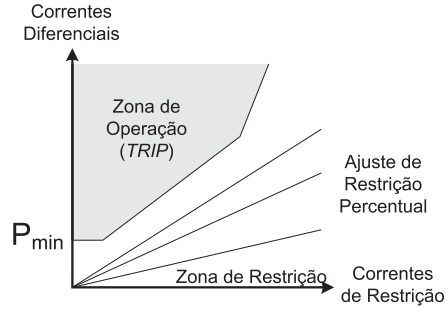 Correntes
Diferenciais
Zona de
Operação
(TRIP)
Ajuste de
Restrição
Percentual
Pmin
Zona de Restrição
Correntes
de Restrição